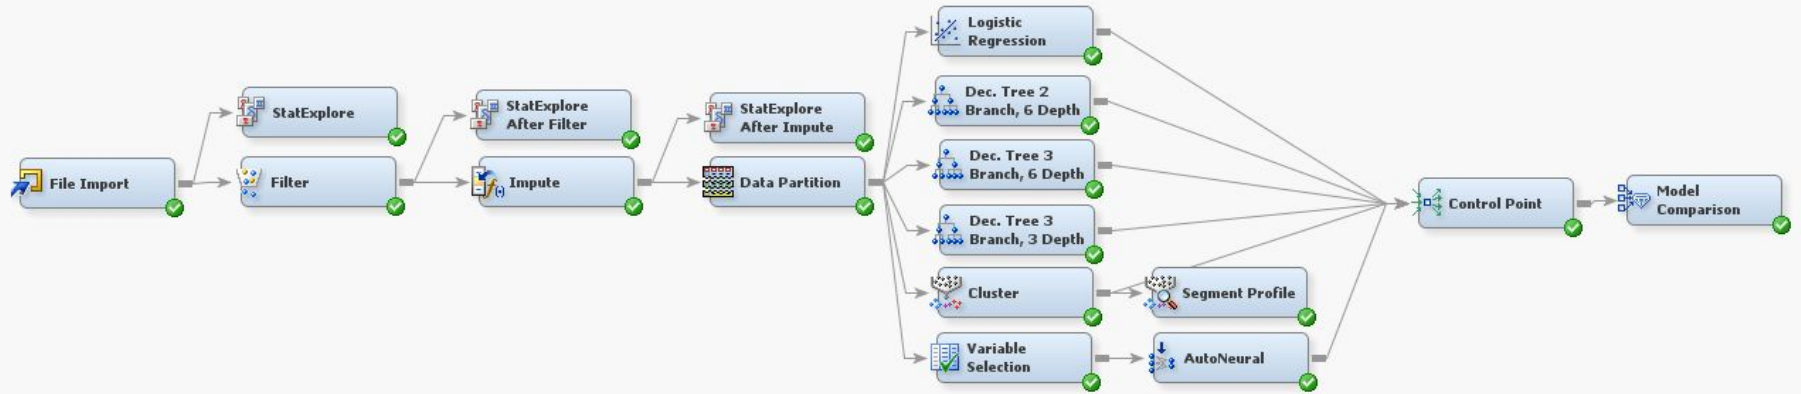 File Import
StatExplore
Filter
StatExplore
After Filter
Impute
StatExplore
After Impute
Data Partition
Logistic
Regression
Dec. Tree 2
Branch, 6 Depth
Dec. Tree 3
Branch, 6 Depth
Dec. Tree 3
Branch, 3 Depth
Cluster
Segment Profile
Variable
Selection
AutoNeural
Control Point
Model
Comparison